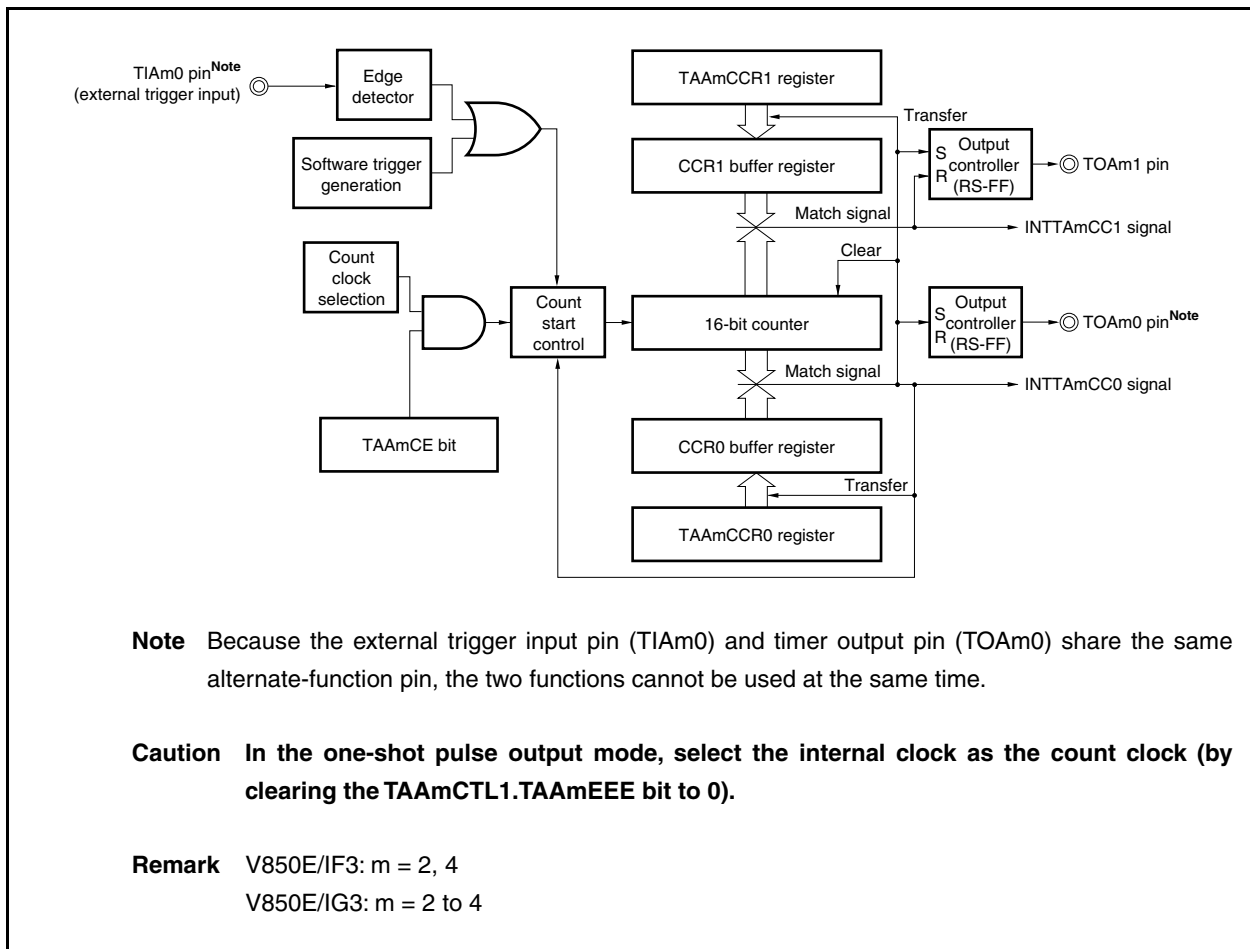 TIAm0 pinNote
(external trigger input)
Edge
detector
Software trigger
generation
Count
clock
selection
TAAmCE bit
Count
start
control
TAAmCCR1 register
Transfer
CCR1 buffer register
S
R
Output
controller
(RS-FF)
TOAm1 pin
Match signal
INTTAmCC1 signal
Clear
16-bit counter
S
R
Output
controller
(RS-FF)
TOAm0 pinNote
Match signal
INTTAmCC0 signal
CCR0 buffer register
Transfer
TAAmCCR0 register
Note Because the external trigger input pin (TIAm0) and timer output pin (TOAm0) share the same
alternate-function pin, the two functions cannot be used at the same time.
Caution In the one-shot pulse output mode, select the internal clock as the count clock (by
clearing the TAAmCTL1.TAAmEEE bit to 0).
Remark V850E/IF3: m = 2, 4
V850E/IG3: m = 2 to 4